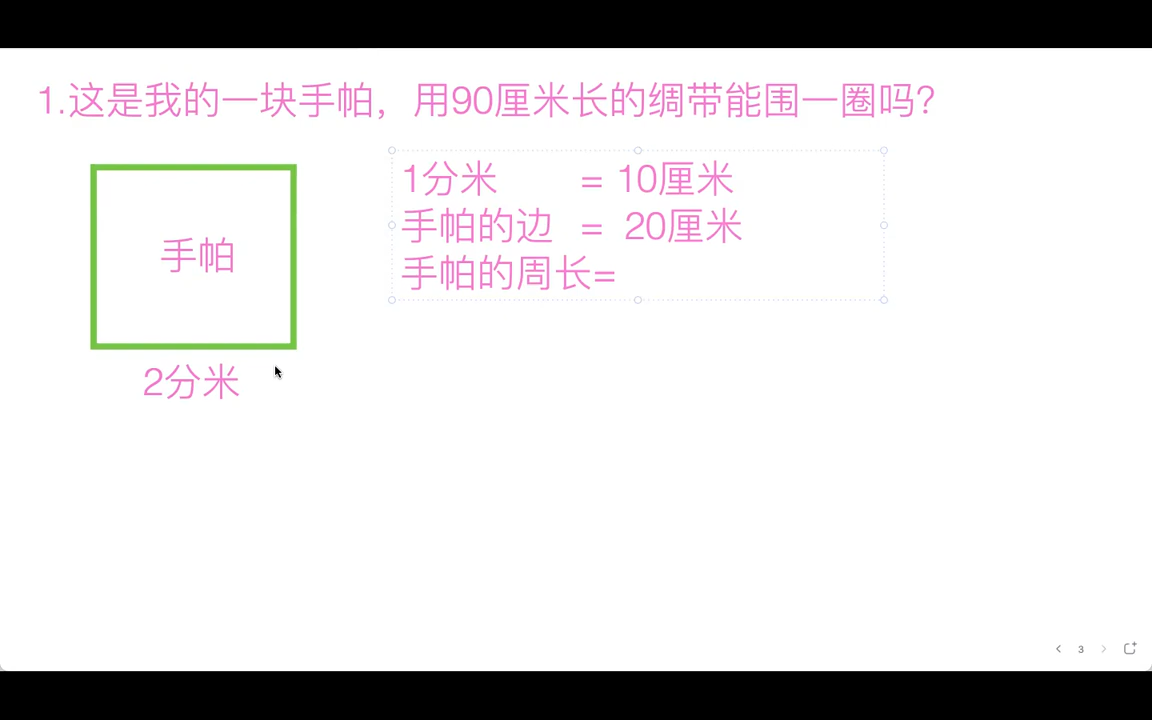 1.这是我的一块手帕，用90厘米长的绸带能围一圈吗？
1分米 = 10厘米
手帕的边 = 20厘米
手帕的周长=
手帕
2分米
3